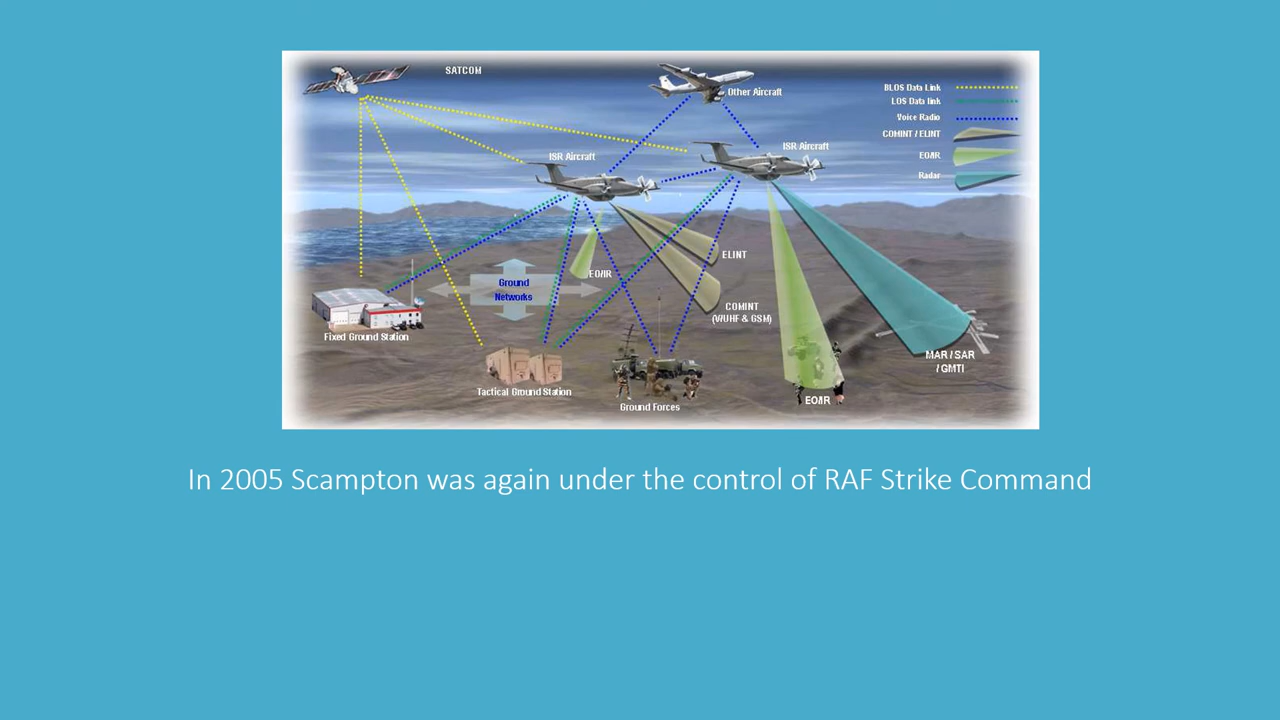 SATCOM
Other Aircraft
BLOS Data Link
LOS Data link
Voice Radio
COMINT / ELINT
EO/IR
Radar
ISR Aircraft
ISR Aircraft
ELINT
EO/IR
Ground
Networks
COMINT
(V/UHF & GSM)
Fixed Ground Station
MAR / SAR
/ GMTI
Tactical Ground Station
EO/IR
Ground Forces
In 2005 Scampton was again under the control of RAF Strike Command